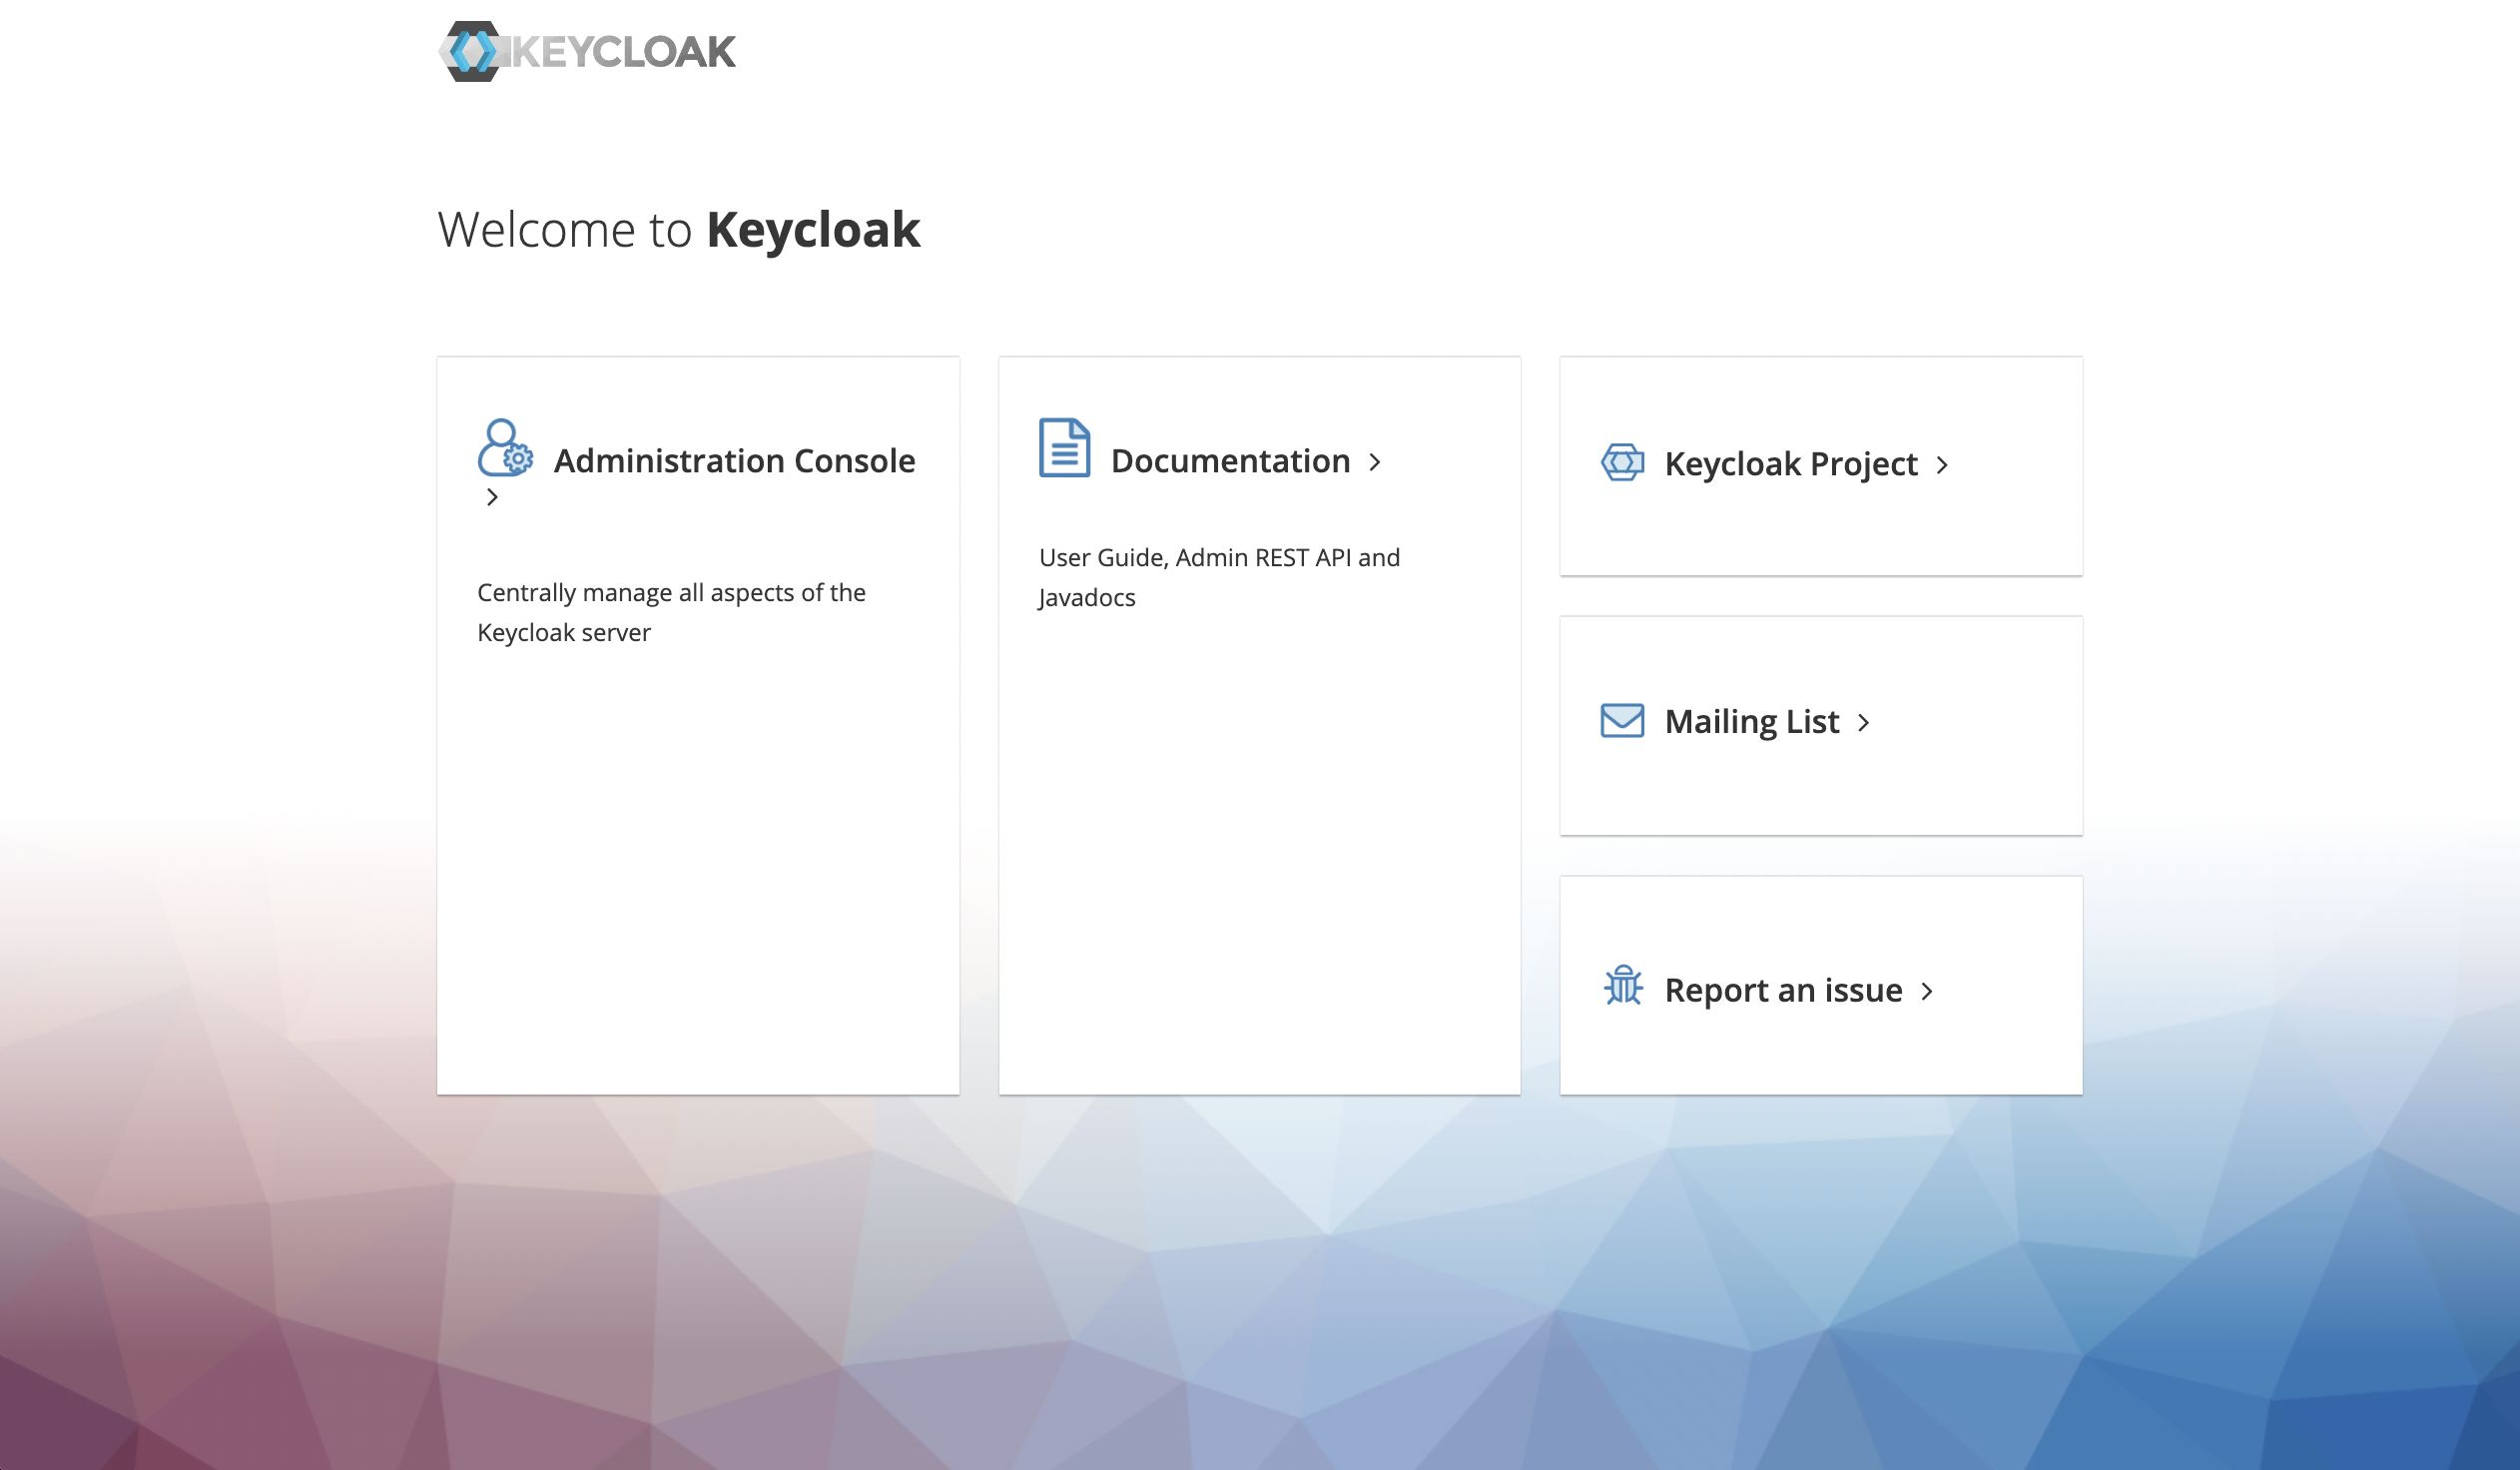 KEYCLOAK
Welcome to Keycloak
Administration Console
Centrally manage all aspects of the
Keycloak server
Documentation
User Guide, Admin REST API and
Javadocs
Keycloak Project
Mailing List
Report an issue